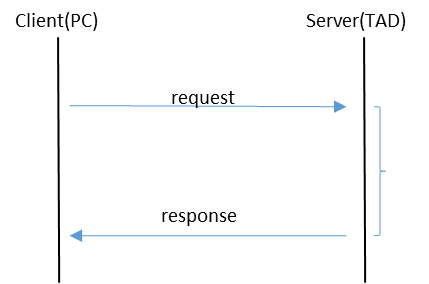 Client(PC)
Server(TAD)
request
response